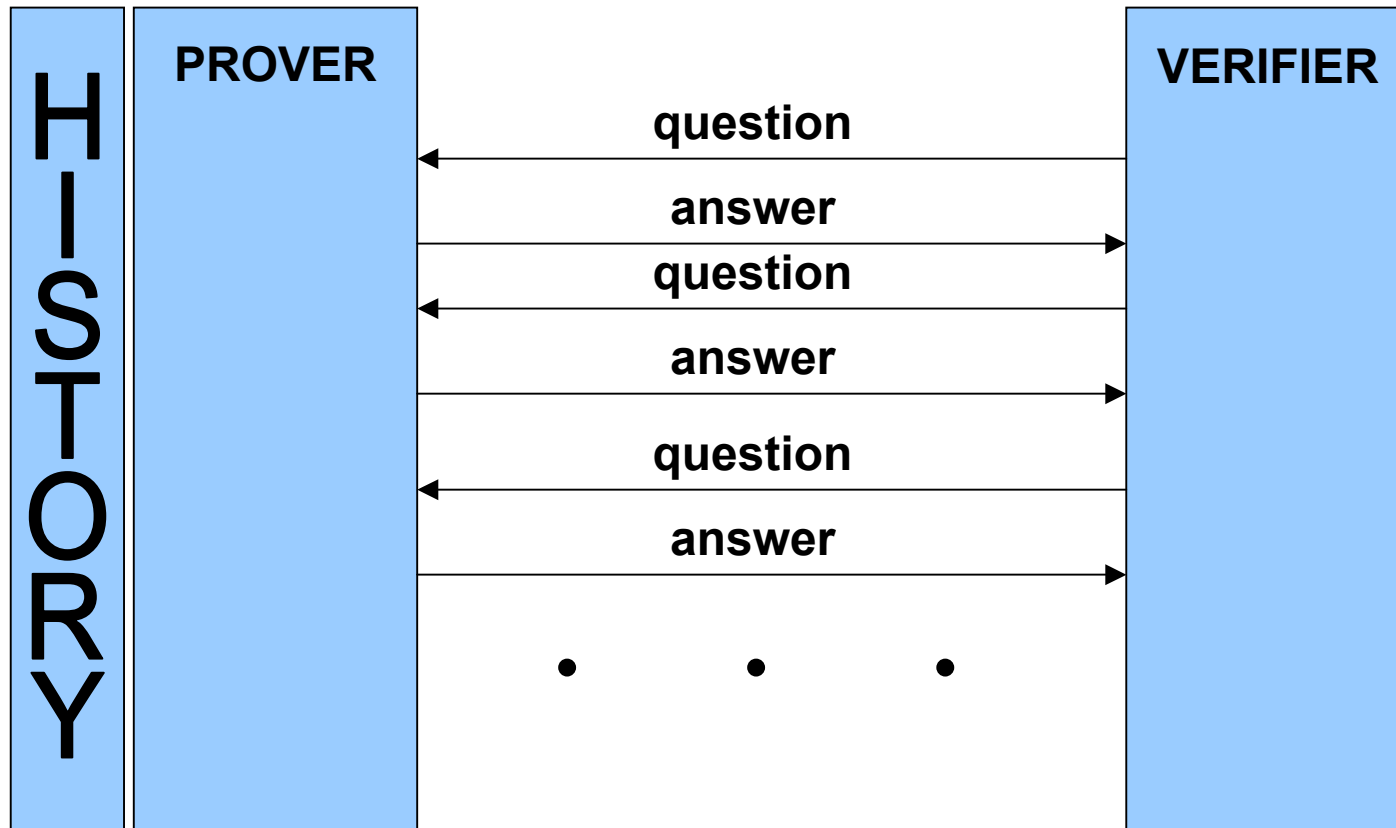 HISTORY
PROVER
VERIFIER
question
answer
question
answer
question
answer
• • •